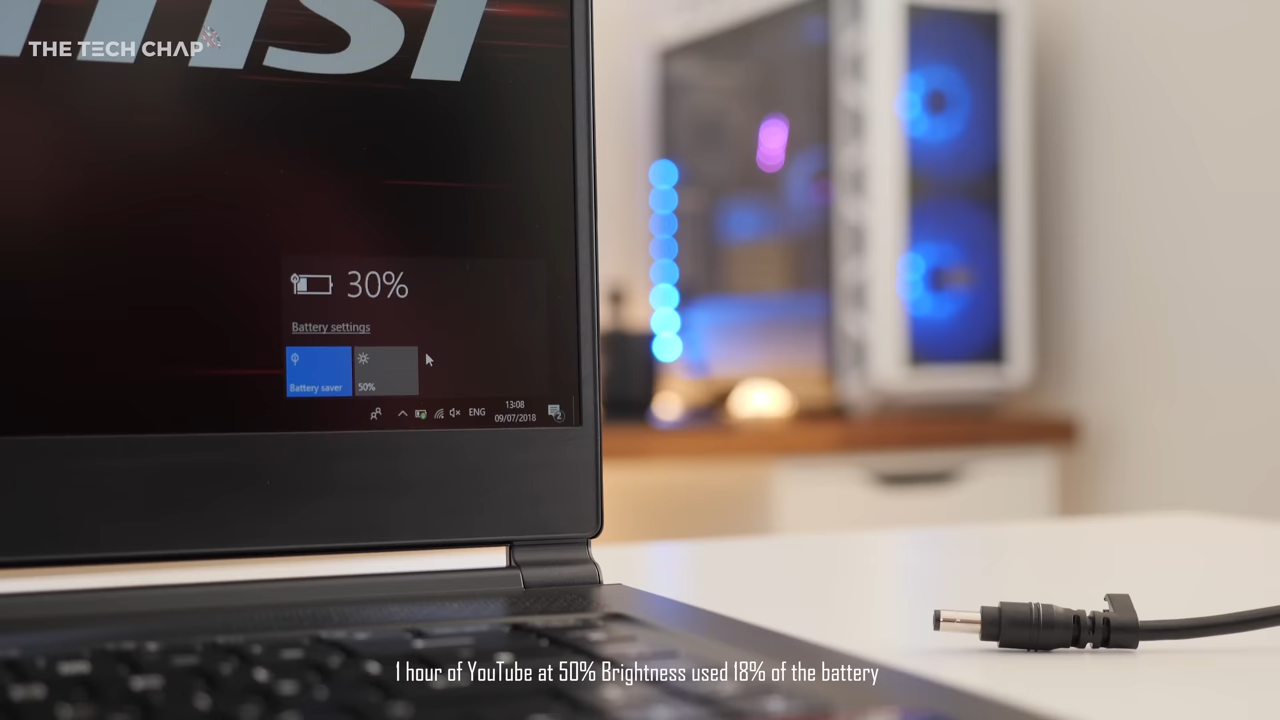 THE TECH CHAP
msi
30%
Battery settings
Battery saver
50%
ENG
13:08
09/07/2018
2
1 hour of YouTube at 50% Brightness used 18% of the battery